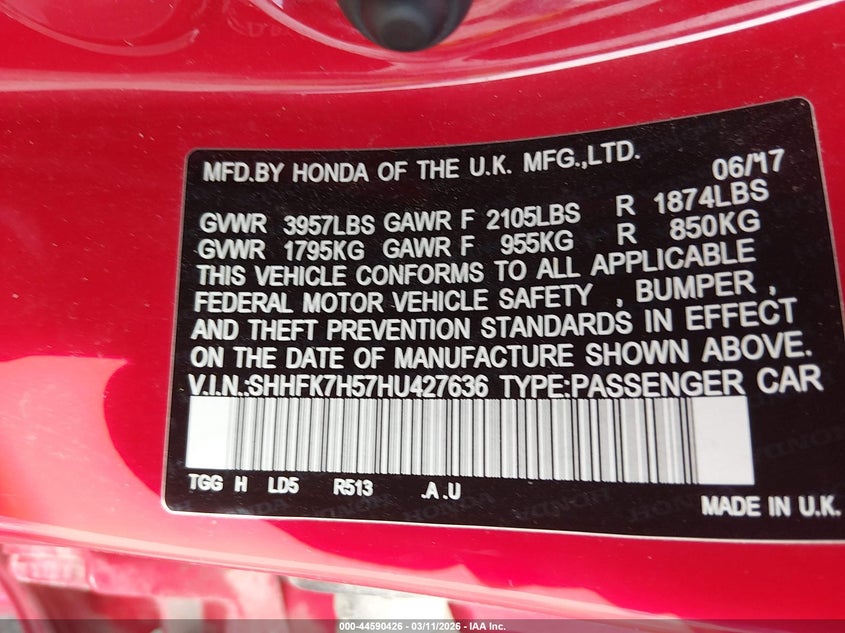 MFD.BY HONDA OF THE U.K. MFG.,LTD. 06/17
GVWR 3957LBS GAWR F 2105LBS R 1874LBS
GVWR 1795KG GAWR F 955KG R 850KG
THIS VEHICLE CONFORMS TO ALL APPLICABLE
FEDERAL MOTOR VEHICLE SAFETY , BUMPER ,
AND THEFT PREVENTION STANDARDS IN EFFECT
ON THE DATE OF MANUFACTURE SHOWN ABOVE.
V.I.N.:SHHFK7H57HU427636 TYPE:PASSENGER CAR
TGG H LD5 R513 .A .U
MADE IN U.K.
000-44590426 - 03/11/2026 - IAA Inc.